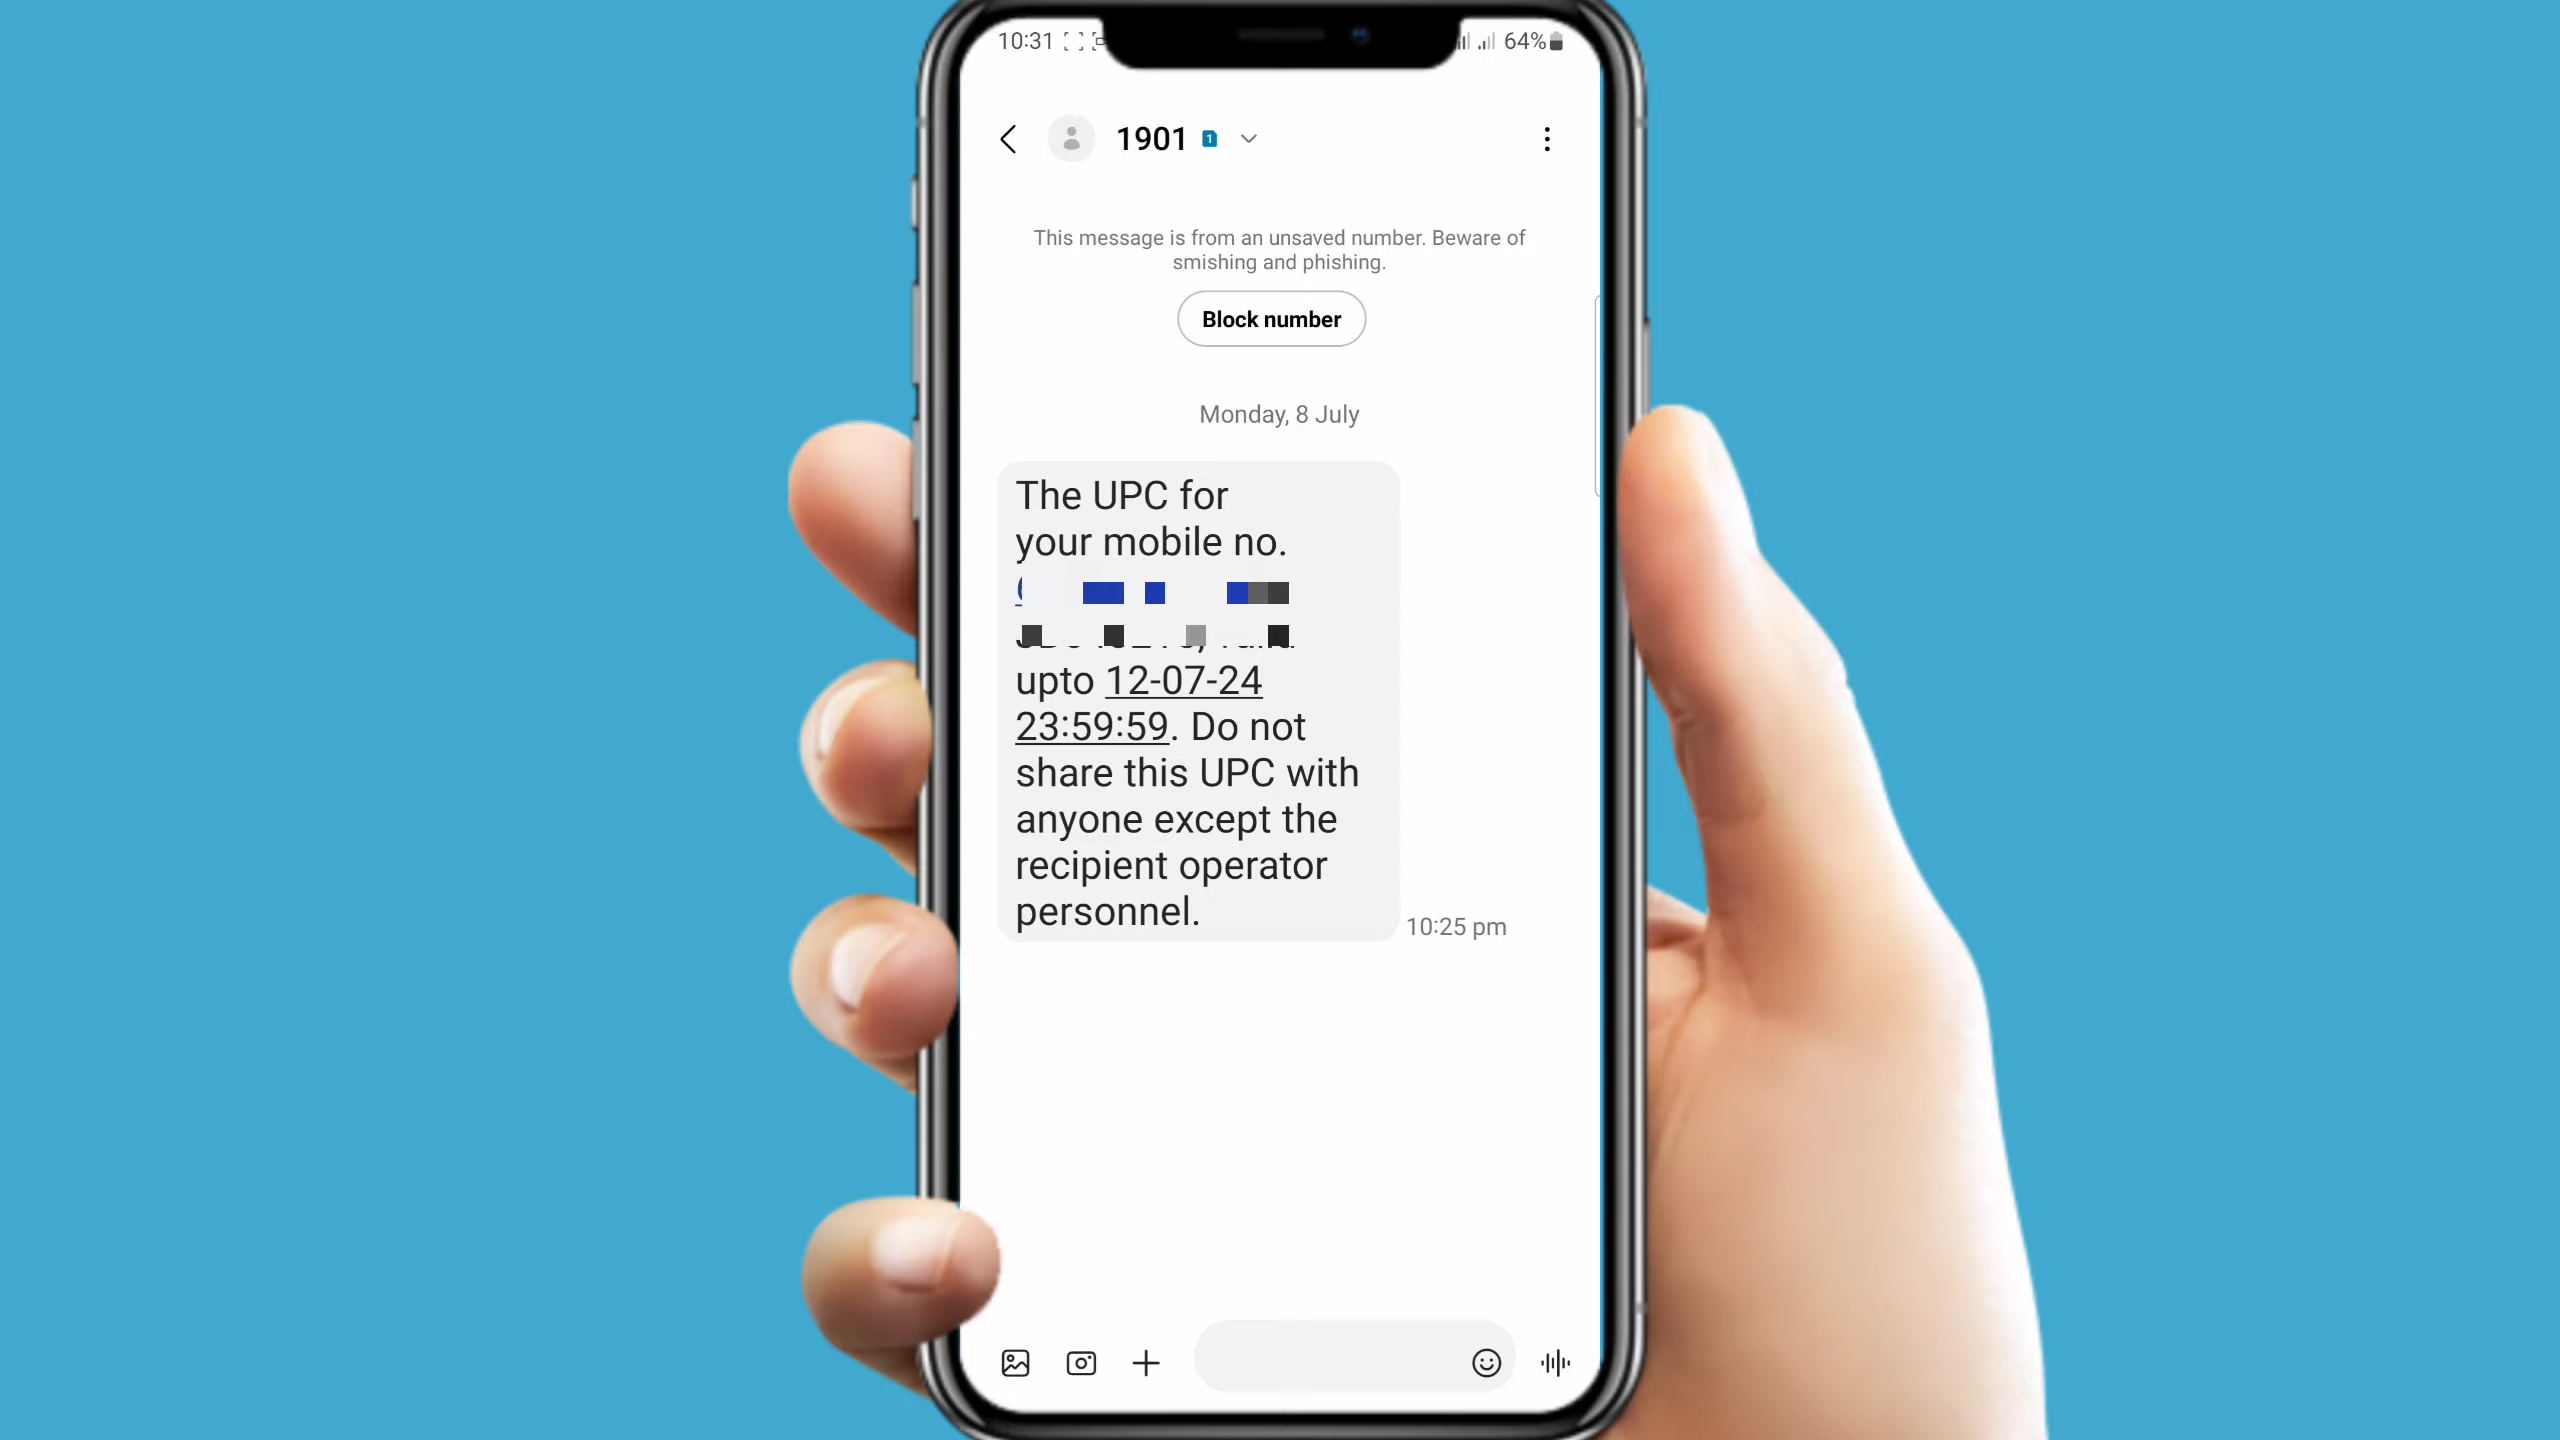 10:31
64%
1901
1
This message is from an unsaved number. Beware of
smishing and phishing.
Block number
Monday, 8 July
The UPC for
your mobile no.
upto 12-07-24
23:59:59. Do not
share this UPC with
anyone except the
recipient operator
personnel.
10:25 pm